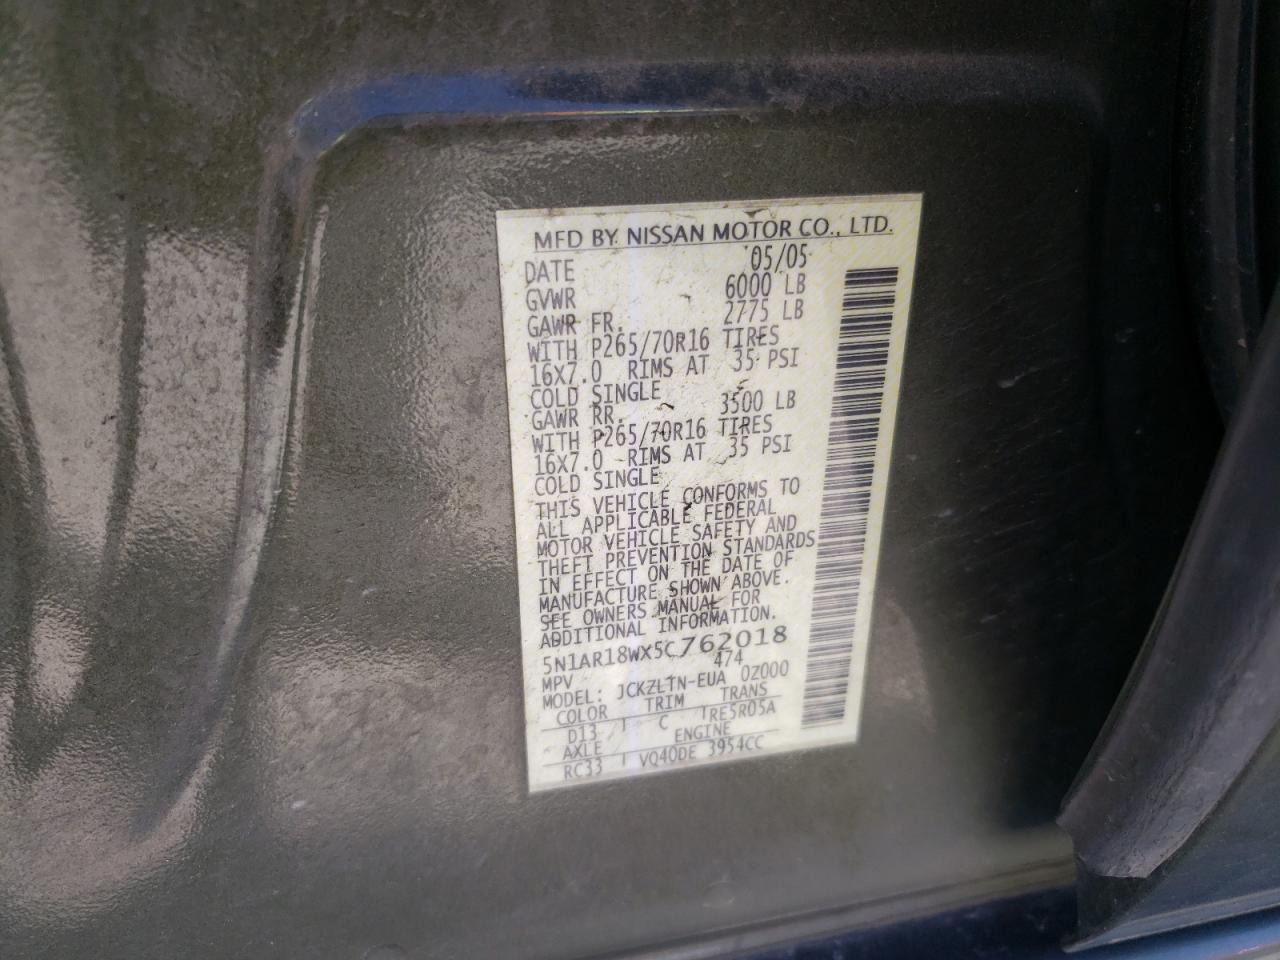 MFD BY NISSAN MOTOR CO., LTD.
DATE 05/05
GVWR 6000 LB
GAWR FR. 2775 LB
WITH P265/70R16 TIRES
16X7.0 RIMS AT 35 PSI
COLD SINGLE
GAWR RR. 3500 LB
WITH P265/70R16 TIRES
16X7.0 RIMS AT 35 PSI
COLD SINGLE
THIS VEHICLE CONFORMS TO
ALL APPLICABLE FEDERAL
MOTOR VEHICLE SAFETY AND
THEFT PREVENTION STANDARDS
IN EFFECT ON THE DATE OF
MANUFACTURE SHOWN ABOVE.
SEE OWNERS MANUAL FOR
ADDITIONAL INFORMATION.
5N1AR18WX5C762018
MPV 474
MODEL: JCKZLTN-EUA 0Z000
COLOR TRIM TRANS
D13 C RE5R05A
AXLE ENGINE
RC33 VQ40DE 3954CC